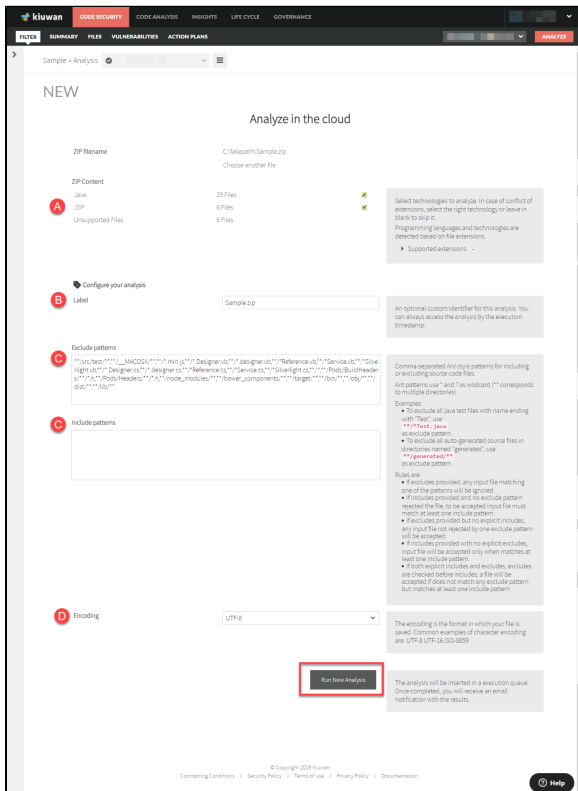 kiuwan CODE SECURITY CODE ANALYSIS INSIGHTS LIFE CYCLE GOVERNANCE
FILTER SUMMARY FILES VULNERABILITIES ACTION PLANS ANALYZE
Sample » Analysis
NEW
Analyze in the cloud
ZIP filename C:\fakepath\Sample.zip
Choose another file
ZIP Content
Java 29 Files
A JSP 6 Files
Unsupported Files 6 Files
Select technologies to analyze. In case of conflict of
extensions, select the right technology or leave in
blank to skip it.
Programming languages and technologies are
detected based on file extensions.
Supported extensions -
Configure your analysis
B Label Sample.zip
An optional custom identifier for this analysis. You
can always access the analysis by the execution
timestamp.
Exclude patterns
C **/src/test/**,**/__MACOSX/**,**/*.min.js,**/*.Designer.vb,**/*.designer.vb,**/*Reference.vb,**/*Service.vb,**/*Silve
rlight.vb,**/*.Designer.cs,**/*.designer.cs,**/*Reference.cs,**/*Service.cs,**/*Silverlight.cs,**/.*,**/Pods/BuildHeader
s/**/*.h,**/Pods/Headers/**/*.h,**/node_modules/**,**/bower_components/**,**/target/**,**/bin/**,**/obj/**,**/
dist/**,**/lib/**
Comma-separated Ant-style patterns for including
or excluding source code files.
Ant patterns use * and ? as wildcard (** corresponds
to multiple directories).
Examples:
• To exclude all java test files with name ending
with "Test", use
**/*Test.java
as exclude pattern.
• To exclude all auto-generated source files in
directories named "generated", use
**/generated/**
as exclude pattern.
Rules are:
• If excludes provided, any input file matching
one of the patterns will be ignored.
• If includes provided and no exclude pattern
rejected the file, to be accepted input file must
match at least one include pattern.
• If excludes provided but no explicit includes,
any input file not rejected by one exclude pattern
will be accepted.
• If includes provided with no explicit excludes,
input file will be accepted only when matches at
least one include pattern.
• If both explicit includes and excludes, excludes
are checked before includes; a file will be
accepted if does not match any exclude pattern
but matches at least one include pattern.
C Include patterns
D Encoding UTF-8
The encoding is the format in which your file is
saved. Common examples of character encoding
are: UTF-8 UTF-16 ISO-8859
Run New Analysis
The analysis will be inserted in a execution queue.
Once completed, you will receive an email
notification with the results.
© Copyright 2019 Kiuwan
Contracting Conditions | Security Policy | Terms of use | Privacy Policy | Documentation
Help